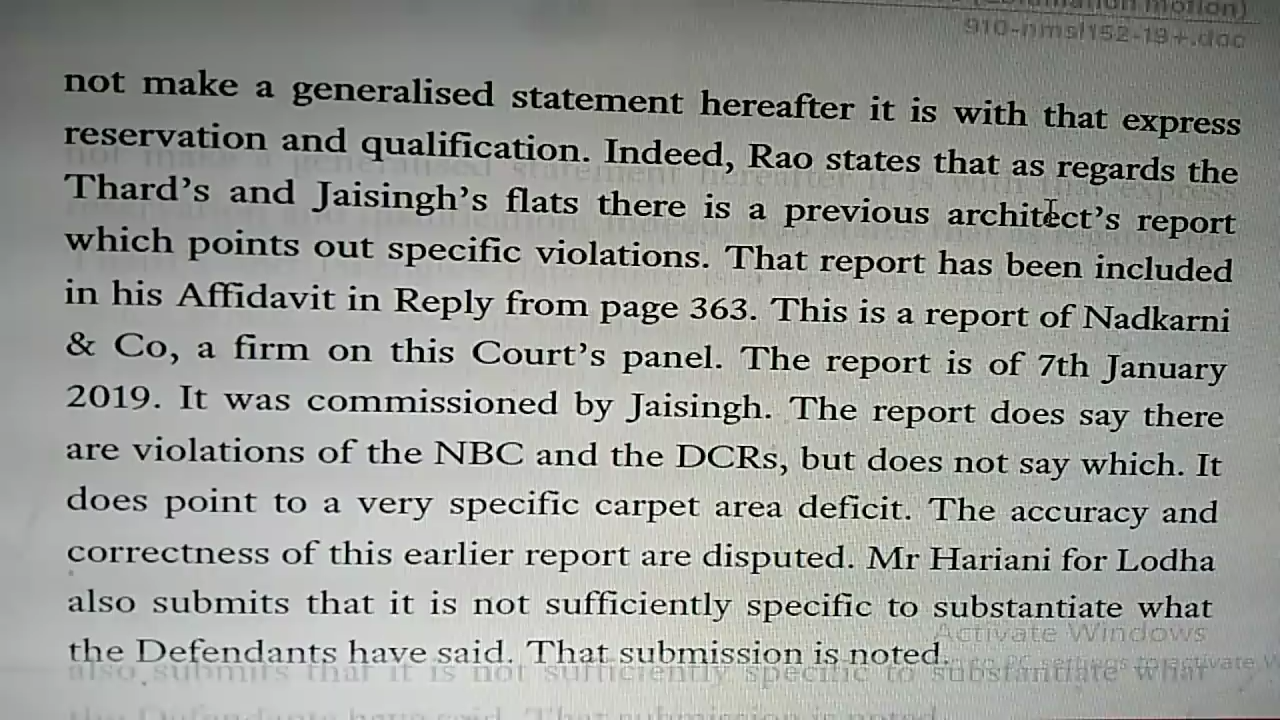 motion)
910-nmsl152-19+.doc
not make a generalised statement hereafter it is with that express
reservation and qualification. Indeed, Rao states that as regards the
Thard’s and Jaisingh’s flats there is a previous architect’s report
which points out specific violations. That report has been included
in his Affidavit in Reply from page 363. This is a report of Nadkarni
& Co, a firm on this Court’s panel. The report is of 7th January
2019. It was commissioned by Jaisingh. The report does say there
are violations of the NBC and the DCRs, but does not say which. It
does point to a very specific carpet area deficit. The accuracy and
correctness of this earlier report are disputed. Mr Hariani for Lodha
also submits that it is not sufficiently specific to substantiate what
Activate Windows
the Defendants have said. That submission is noted.
to PC settings to activate